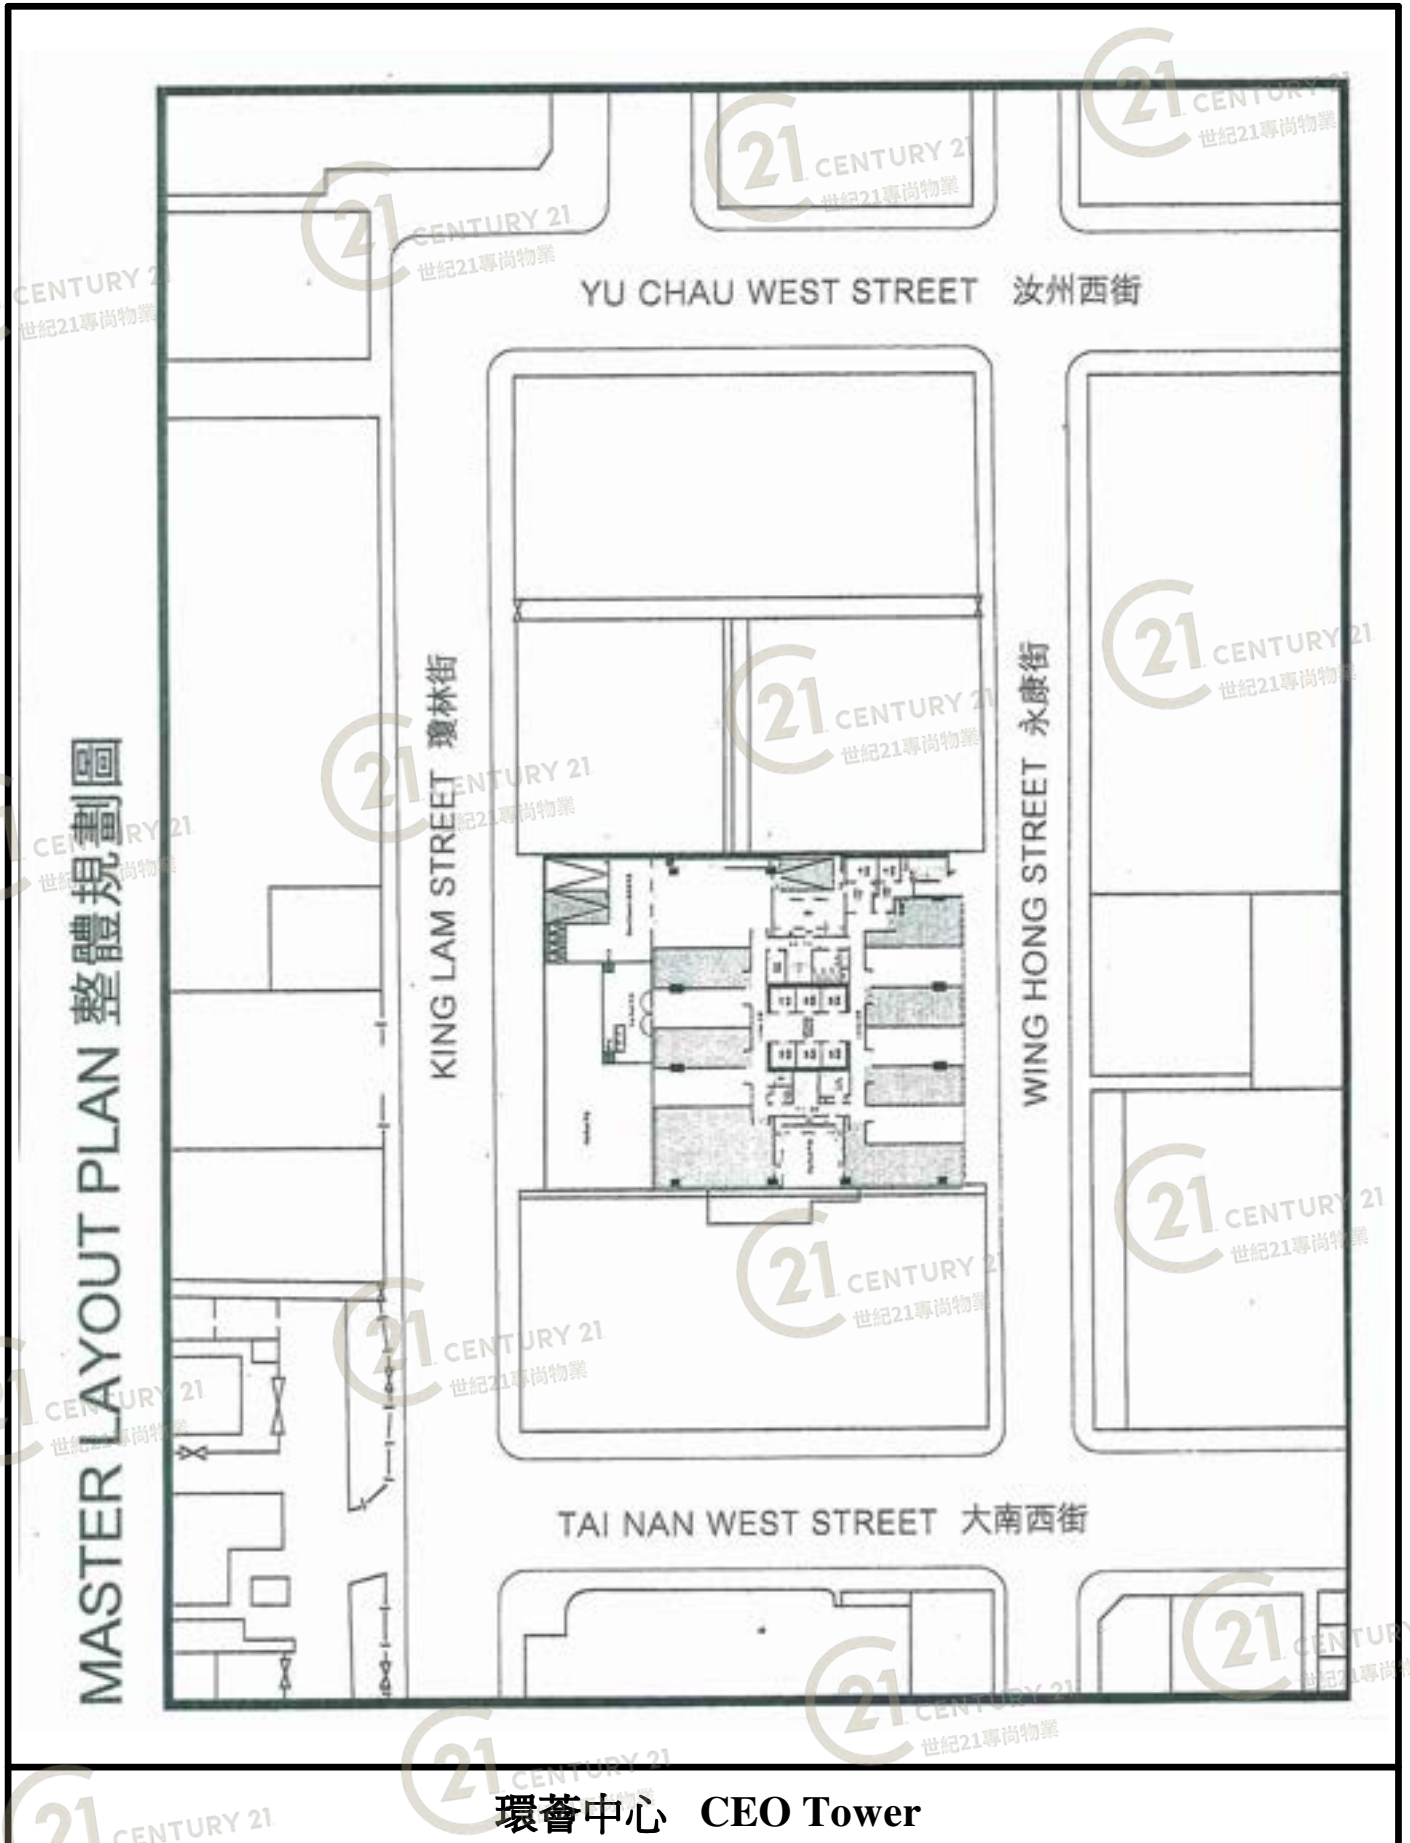 MASTER LAYOUT PLAN 整體規劃圖
YU CHAU WEST STREET 汝州西街
KING LAM STREET 瓊林街
WING HONG STREET 永康街
TAI NAN WEST STREET 大南西街
環薈中心 CEO Tower
21 CENTURY 21
世紀21專尚物業